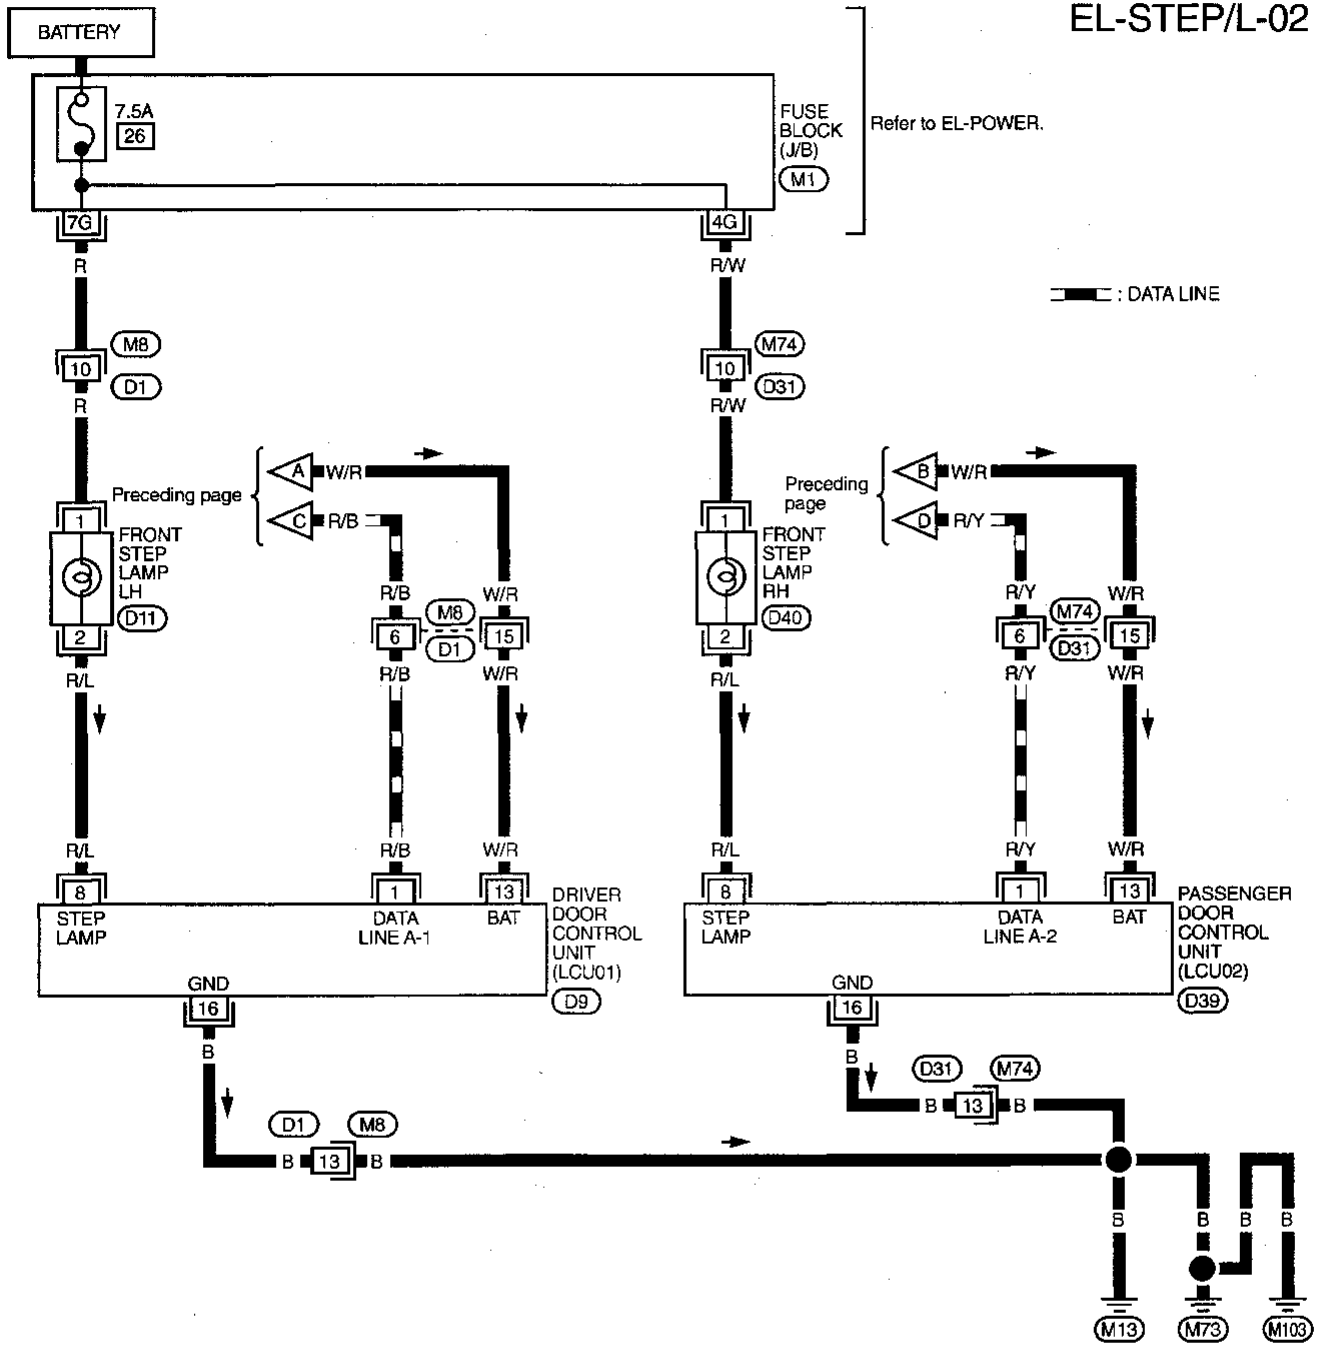 EL-STEP/L-02
BATTERY
7.5A
26
FUSE
BLOCK
(J/B)
M1
Refer to EL-POWER.
7G
4G
R
R/W
: DATA LINE
M8
10
D1
M74
10
D31
R
R/W
Preceding page
A
W/R
C
R/B
Preceding
page
B
W/R
D
R/Y
1
FRONT
STEP
LAMP
LH
D11
2
1
FRONT
STEP
LAMP
RH
D40
2
R/B
W/R
M8
6
15
D1
R/B
W/R
R/Y
W/R
M74
6
15
D31
R/Y
W/R
R/L
R/L
R/L
R/B
W/R
R/L
R/Y
W/R
8
1
13
8
1
13
STEP
LAMP
DATA
LINE A-1
BAT
GND
DRIVER
DOOR
CONTROL
UNIT
(LCU01)
D9
STEP
LAMP
DATA
LINE A-2
BAT
GND
PASSENGER
DOOR
CONTROL
UNIT
(LCU02)
D39
16
16
B
B
D31
M74
B
13
B
D1
M8
B
13
B
B
B
B
B
M13
M73
M103